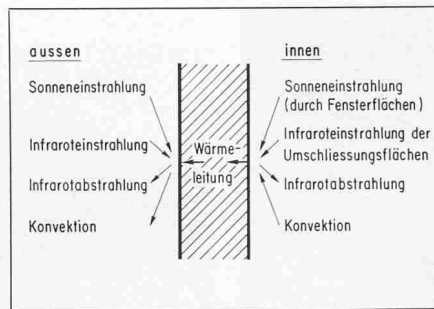 aussen
Sonneneinstrahlung
Infraroteinstrahlung
Infrarotabstrahlung
Konvektion
Wärme-
leitung
innen
Sonneneinstrahlung
(durch Fensterflächen)
Infraroteinstrahlung der
Umschliessungsflächen
Infrarotabstrahlung
Konvektion